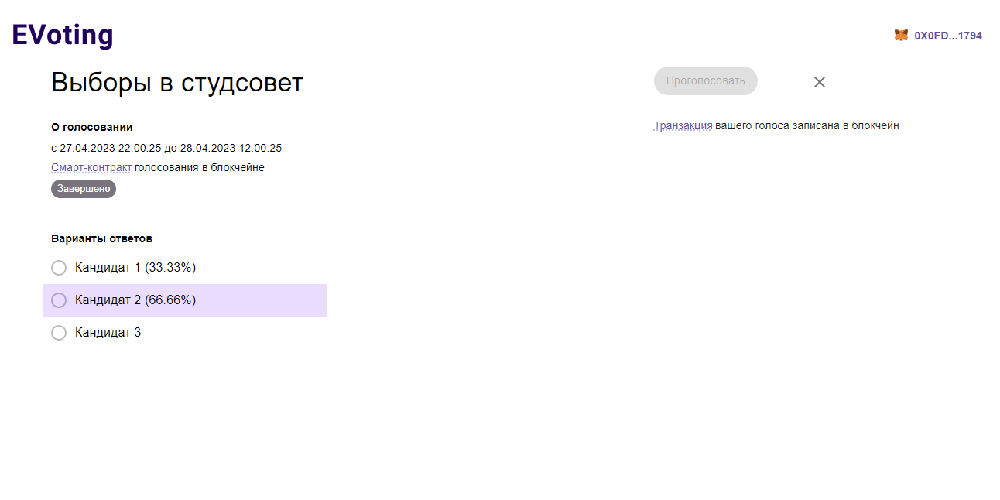 EVoting
0X0FD...1794
Выборы в студсовет
Проголосовать
О голосовании
Транзакция вашего голоса записана в блокчейн
с 27.04.2023 22:00:25 до 28.04.2023 12:00:25
Смарт-контракт голосования в блокчейне
Завершено
Варианты ответов
Кандидат 1 (33.33%)
Кандидат 2 (66.66%)
Кандидат 3